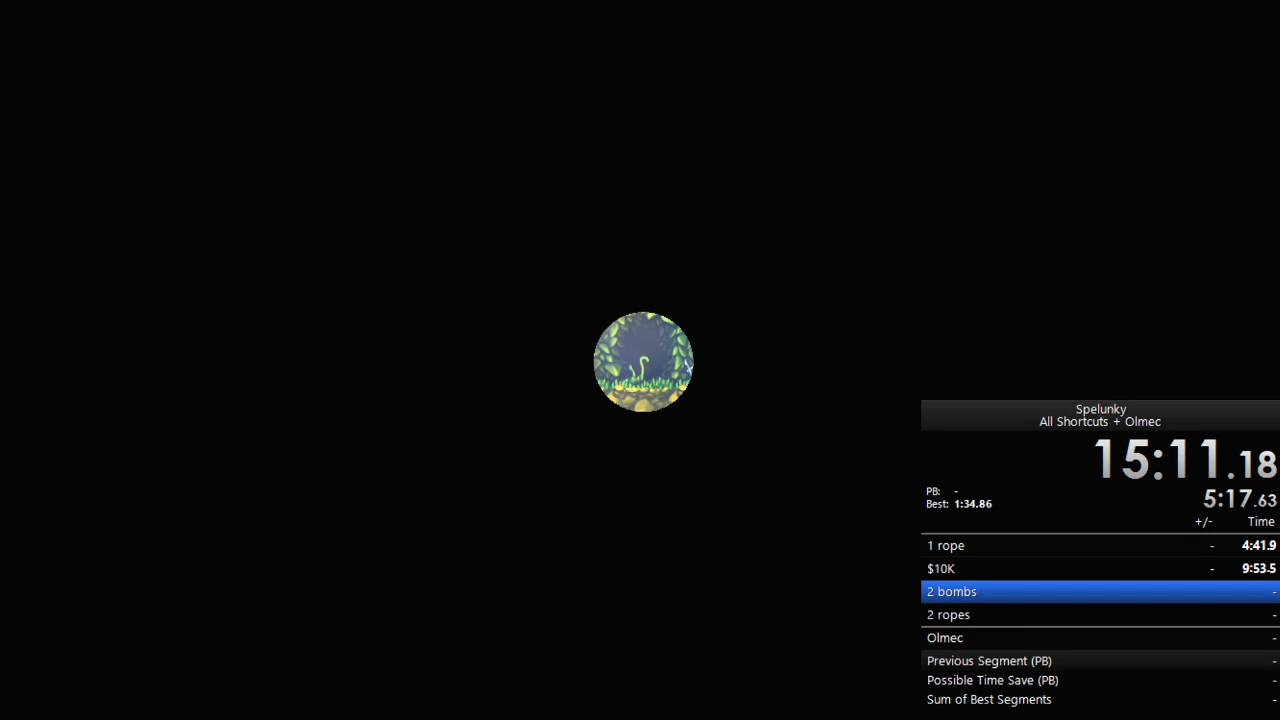 Spelunky
All Shortcuts + Olmec
15:11.18
PB: -
5:17.63
Best: 1:34.86
+/- Time
1 rope - 4:41.9
$10K - 9:53.5
2 bombs -
2 ropes -
Olmec -
Previous Segment (PB) -
Possible Time Save (PB) -
Sum of Best Segments -